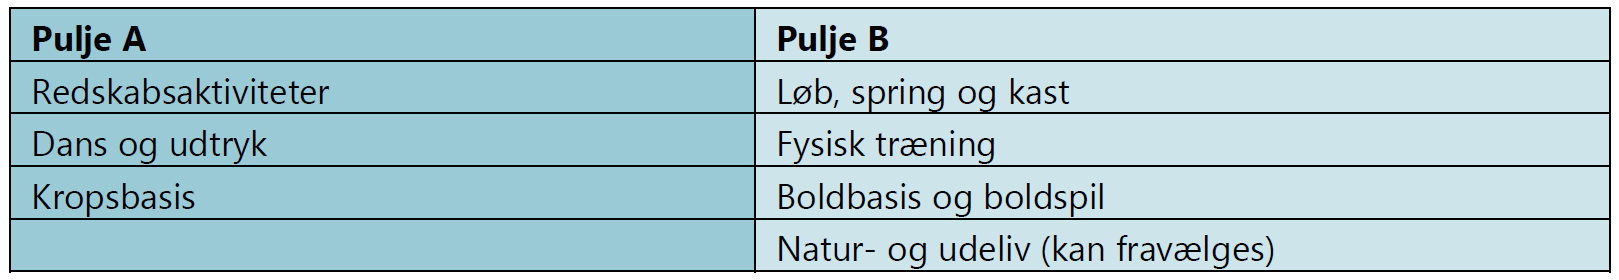 Pulje A
Pulje B
Redskabsaktiviteter
Løb, spring og kast
Dans og udtryk
Fysisk træning
Kropsbasis
Boldbasis og boldspil
Natur- og udeliv (kan fravælges)